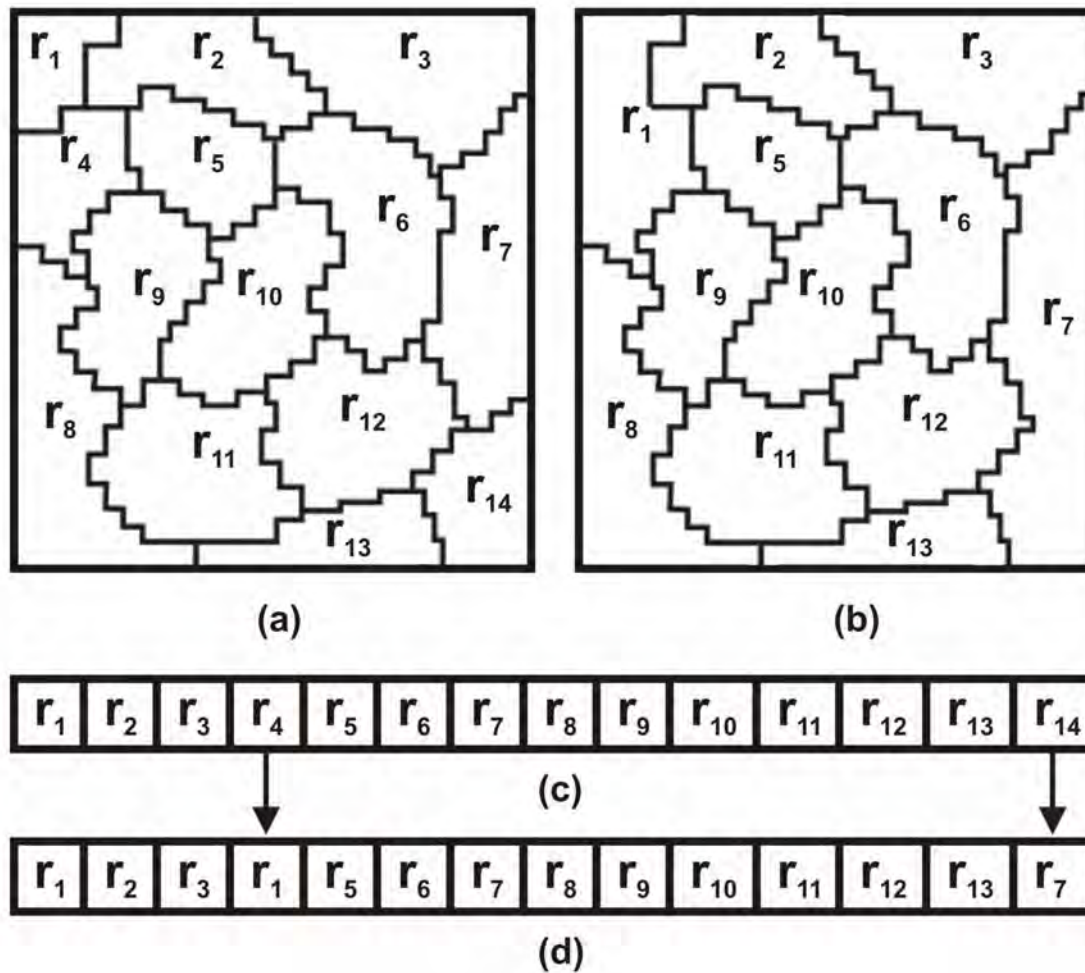 r1 r2 r3
r4 r5 r6 r7
r9 r10
r8 r11 r12 r14
r13
(a)
r2 r3
r1 r5 r6
r9 r10 r7
r8 r11 r12
r13
(b)
r1 r2 r3 r4 r5 r6 r7 r8 r9 r10 r11 r12 r13 r14
(c)
r1 r2 r3 r1 r5 r6 r7 r8 r9 r10 r11 r12 r13 r7
(d)